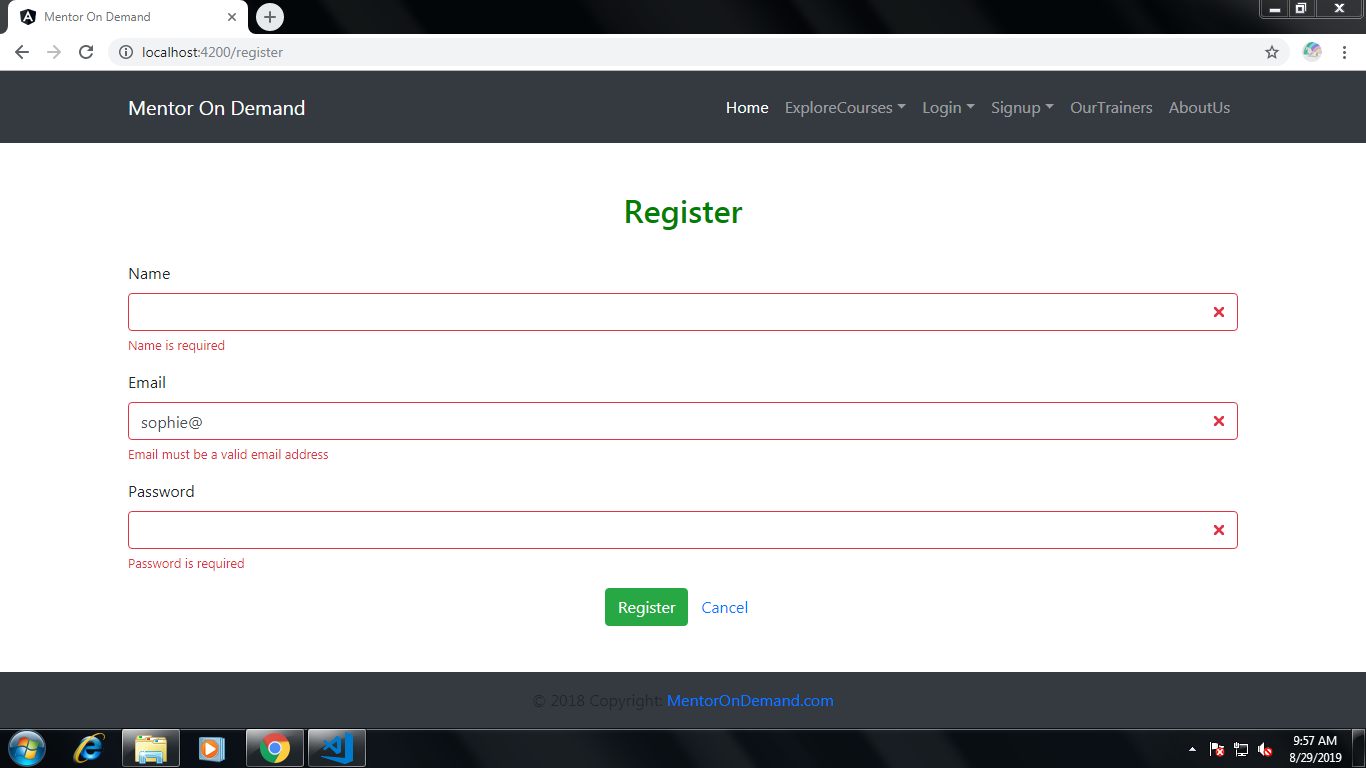 Mentor On Demand
localhost:4200/register
Mentor On Demand
Home ExploreCourses Login Signup OurTrainers AboutUs
Register
Name
Name is required
Email
sophie@
Email must be a valid email address
Password
Password is required
Register Cancel
© 2018 Copyright: MentorOnDemand.com
9:57 AM
8/29/2019